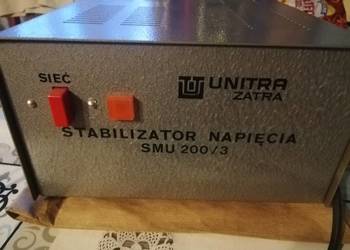 SIEĆ
UNITRA
ZATRA
STABILIZATOR NAPIĘCIA
SMU 200/3